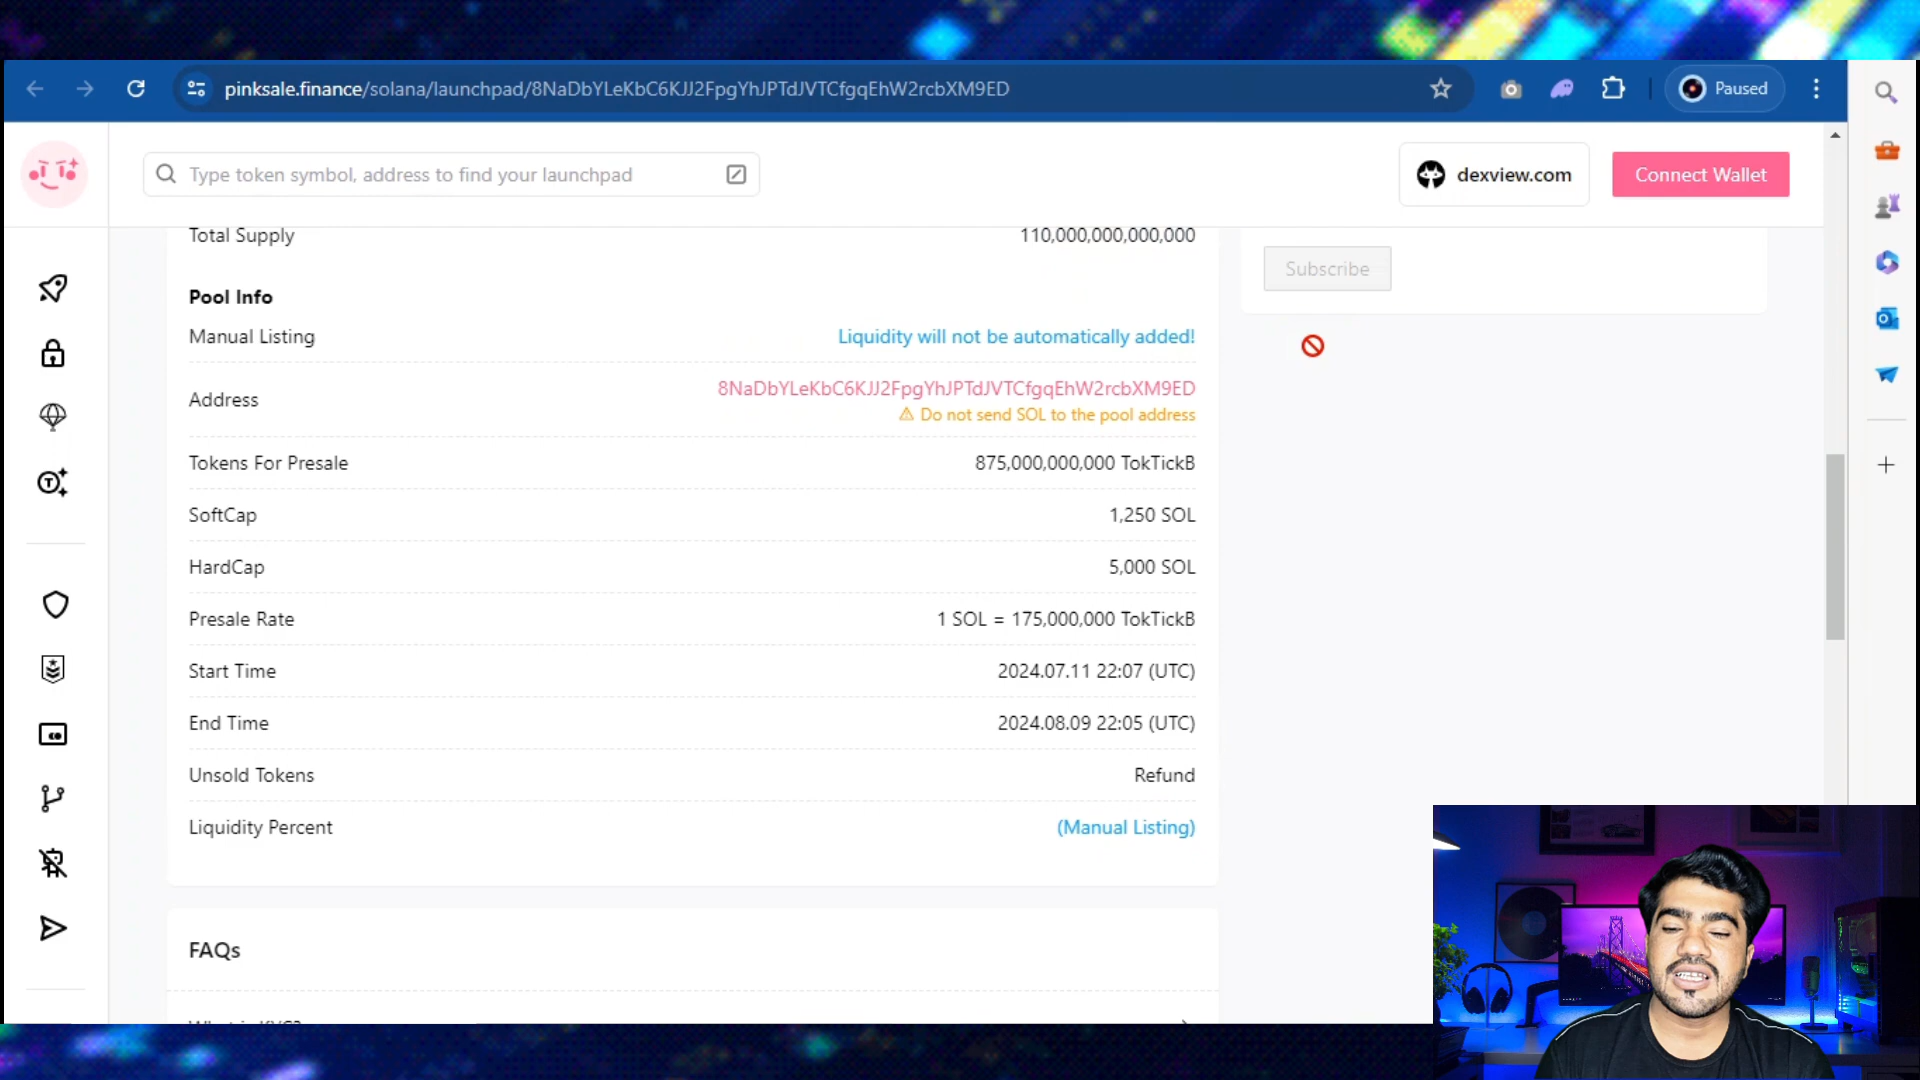 pinksale.finance/solana/launchpad/8NaDbYLeKbC6KJJ2FpgYhJPTdJVTCfgqEhW2rcbXM9ED
Paused
Type token symbol, address to find your launchpad
dexview.com
Connect Wallet
Total Supply 110,000,000,000,000
Subscribe
Pool Info
Manual Listing Liquidity will not be automatically added!
Address 8NaDbYLeKbC6KJJ2FpgYhJPTdJVTCfgqEhW2rcbXM9ED
Do not send SOL to the pool address
Tokens For Presale 875,000,000,000 TokTickB
SoftCap 1,250 SOL
HardCap 5,000 SOL
Presale Rate 1 SOL = 175,000,000 TokTickB
Start Time 2024.07.11 22:07 (UTC)
End Time 2024.08.09 22:05 (UTC)
Unsold Tokens Refund
Liquidity Percent (Manual Listing)
FAQs